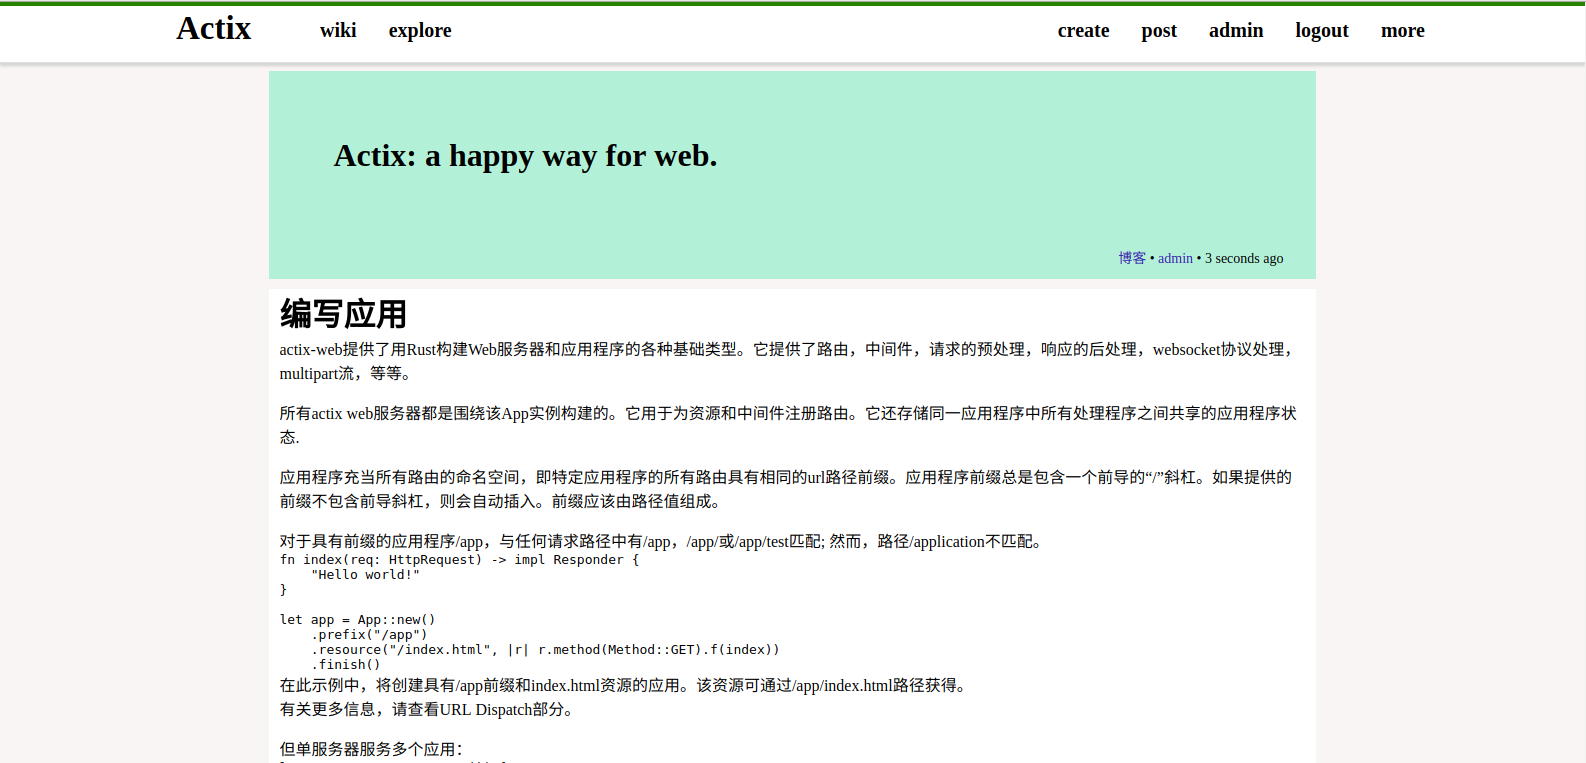 Actix wiki explore create post admin logout more
Actix: a happy way for web.
博客 • admin • 3 seconds ago
编写应用
actix-web提供了用Rust构建Web服务器和应用程序的各种基础类型。它提供了路由，中间件，请求的预处理，响应的后处理，websocket协议处理，
multipart流，等等。
所有actix web服务器都是围绕该App实例构建的。它用于为资源和中间件注册路由。它还存储同一应用程序中所有处理程序之间共享的应用程序状
态.
应用程序充当所有路由的命名空间，即特定应用程序的所有路由具有相同的url路径前缀。应用程序前缀总是包含一个前导的“/”斜杠。如果提供的
前缀不包含前导斜杠，则会自动插入。前缀应该由路径值组成。
对于具有前缀的应用程序/app，与任何请求路径中有/app，/app/或/app/test匹配; 然而，路径/application不匹配。
fn index(req: HttpRequest) -> impl Responder {
    "Hello world!"
}
let app = App::new()
    .prefix("/app")
    .resource("/index.html", |r| r.method(Method::GET).f(index))
    .finish()
在此示例中，将创建具有/app前缀和index.html资源的应用。该资源可通过/app/index.html路径获得。
有关更多信息，请查看URL Dispatch部分。
但单服务器服务多个应用：